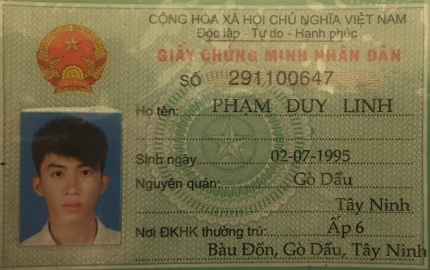 CỘNG HÒA XÃ HỘI CHỦ NGHĨA VIỆT NAM
Độc lập - Tự do - Hạnh phúc
GIẤY CHỨNG MINH NHÂN DÂN
SỐ 291100647
Họ tên: PHẠM DUY LINH
Sinh ngày 02-07-1995
Nguyên quán: Gò Dầu
Tây Ninh
Nơi ĐKHK thường trú: Ấp 6
Bàu Đồn, Gò Dầu, Tây Ninh